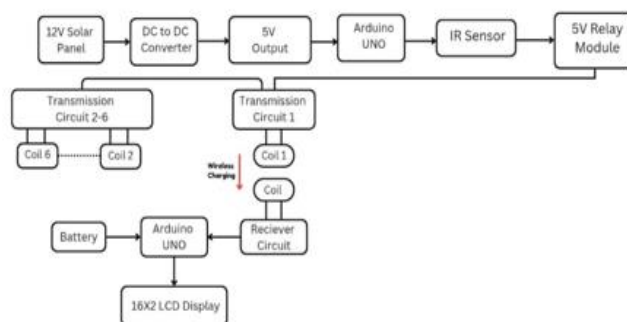 12V Solar
Panel
DC to DC
Converter
5V
Output
Arduino
UNO
IR Sensor
5V Relay
Module
Transmission
Circuit 2-6
Transmission
Circuit 1
Coil 6
Coil 2
Coil 1
Wireless
Charging
Coil
Battery
Arduino
UNO
Reciever
Circuit
16X2 LCD Display